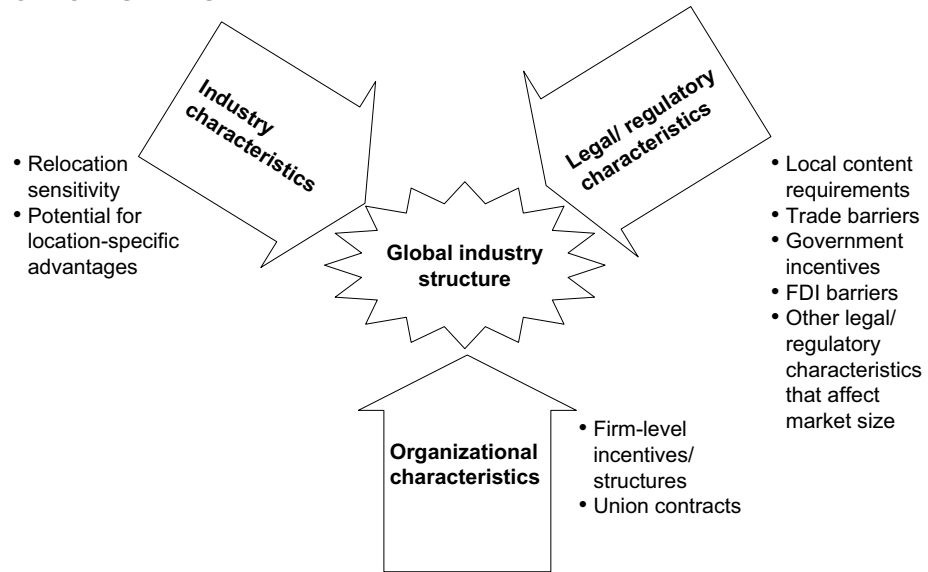 Industry
characteristics
Legal/ regulatory
characteristics
• Relocation
sensitivity
• Potential for
location-specific
advantages
• Local content
requirements
• Trade barriers
• Government
incentives
• FDI barriers
• Other legal/
regulatory
characteristics
that affect
market size
Global industry
structure
Organizational
characteristics
• Firm-level
incentives/
structures
• Union contracts